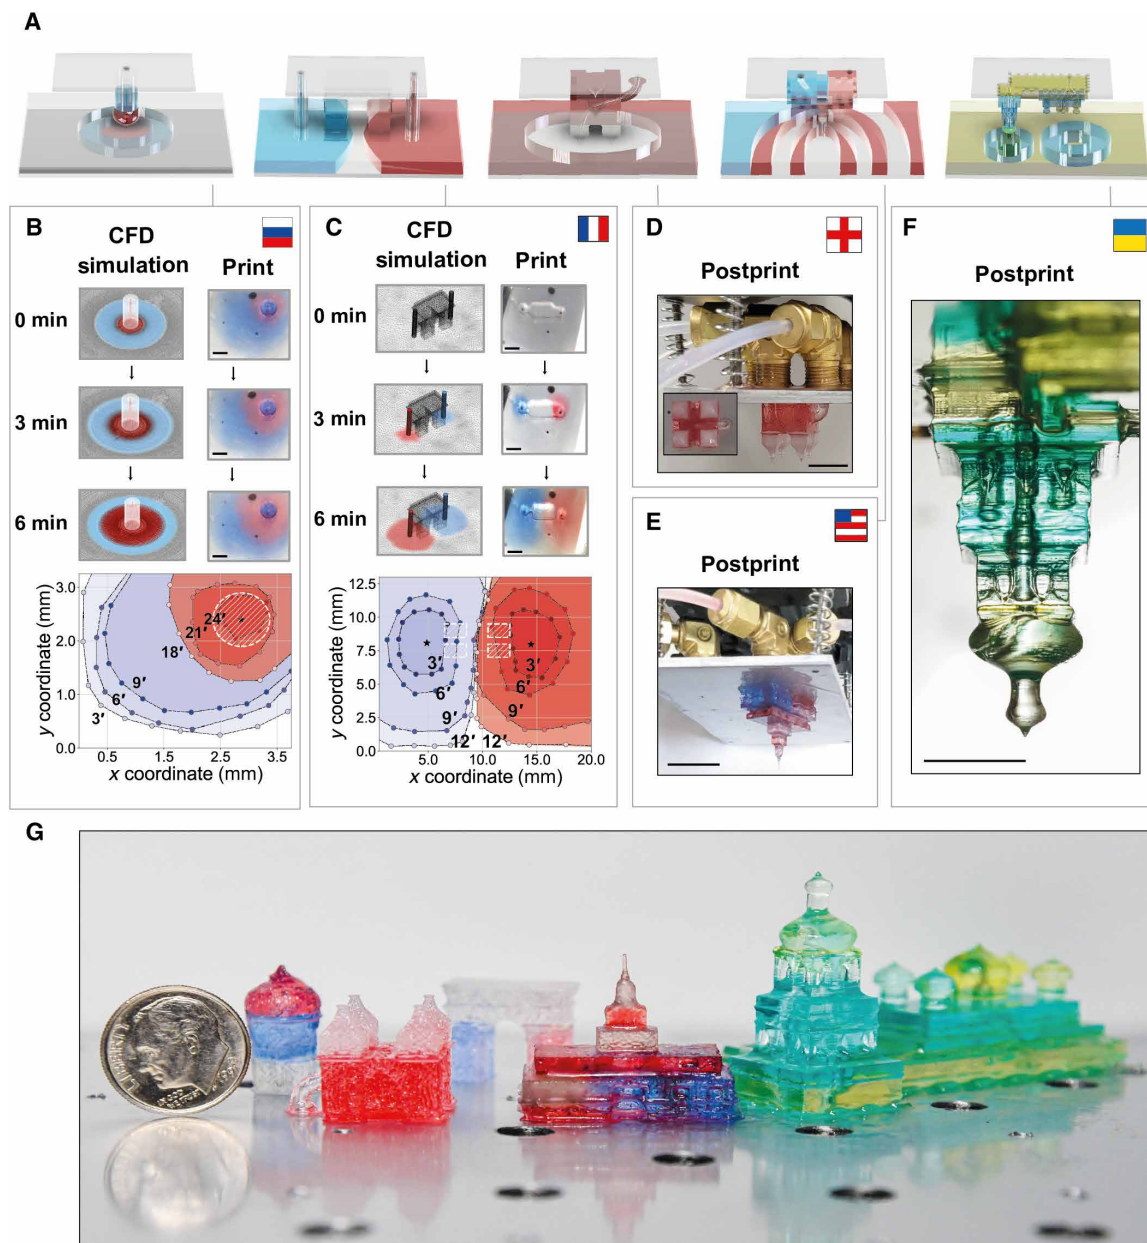 A
B
CFD
simulation
Print
0 min
3 min
6 min
y coordinate (mm)
3.0
2.0
1.0
0.0
24′
21′
18′
9′
6′
3′
0.5
1.5
2.5
3.5
x coordinate (mm)
C
CFD
simulation
Print
0 min
3 min
6 min
y coordinate (mm)
12.5
10.0
7.5
5.0
2.5
0.0
3′
3′
6′
6′
9′
9′
12′
12′
5.0
10.0
15.0
20.0
x coordinate (mm)
D
Postprint
E
Postprint
F
Postprint
G
LIBERTY